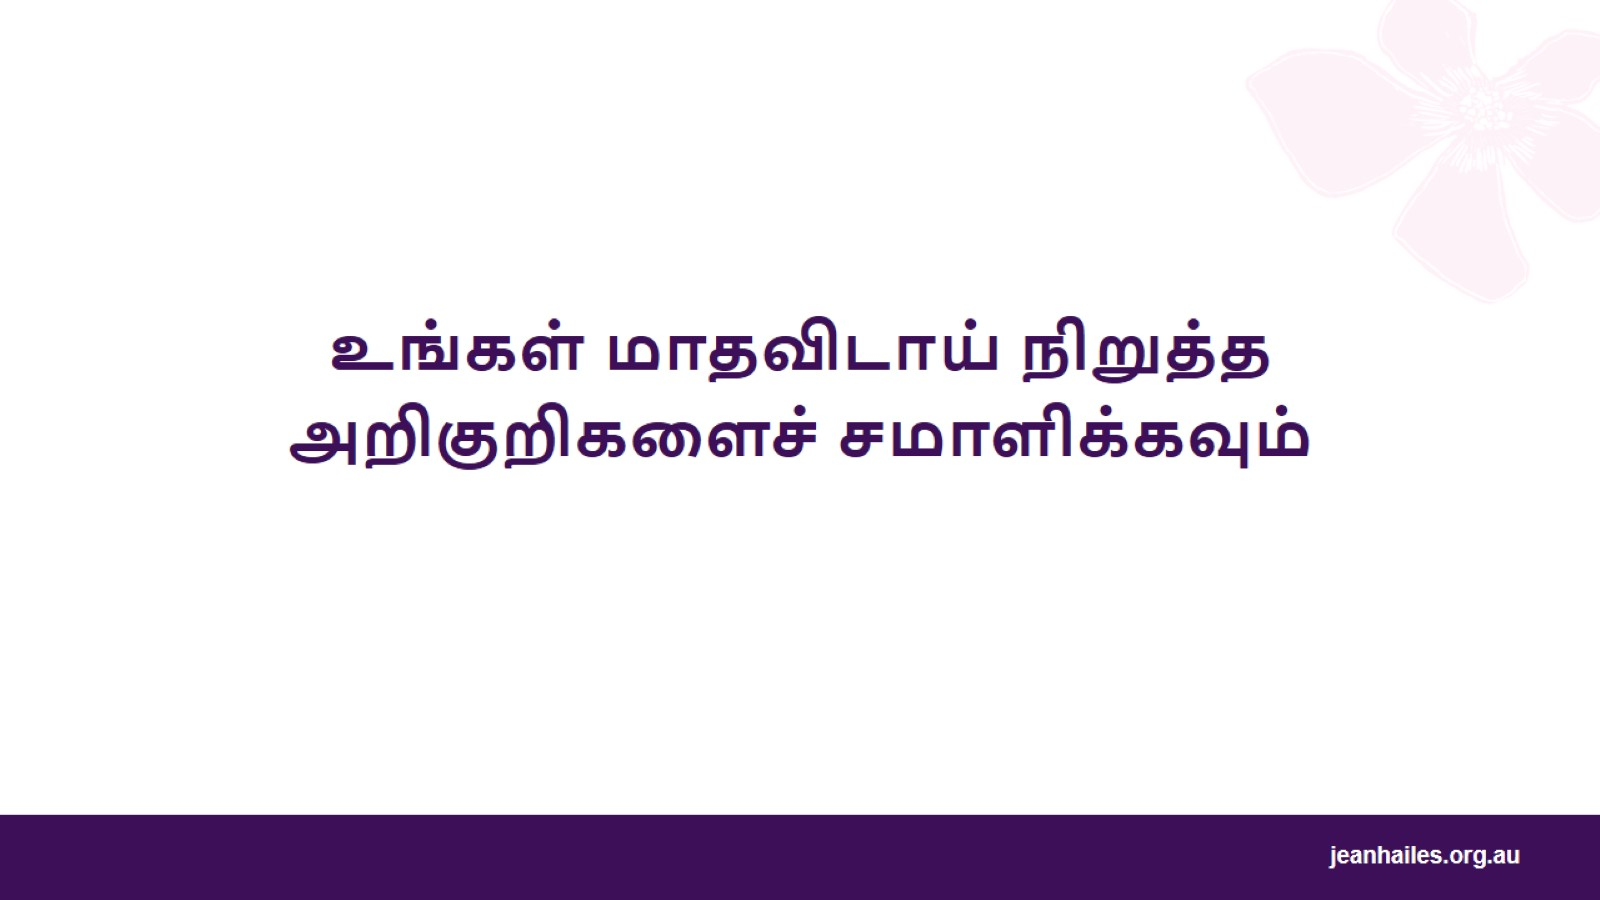 உங்கள் மாதவிடாய் நிறுத்த
அறிகுறிகளைச் சமாளிக்கவும்
jeanhailes.org.au